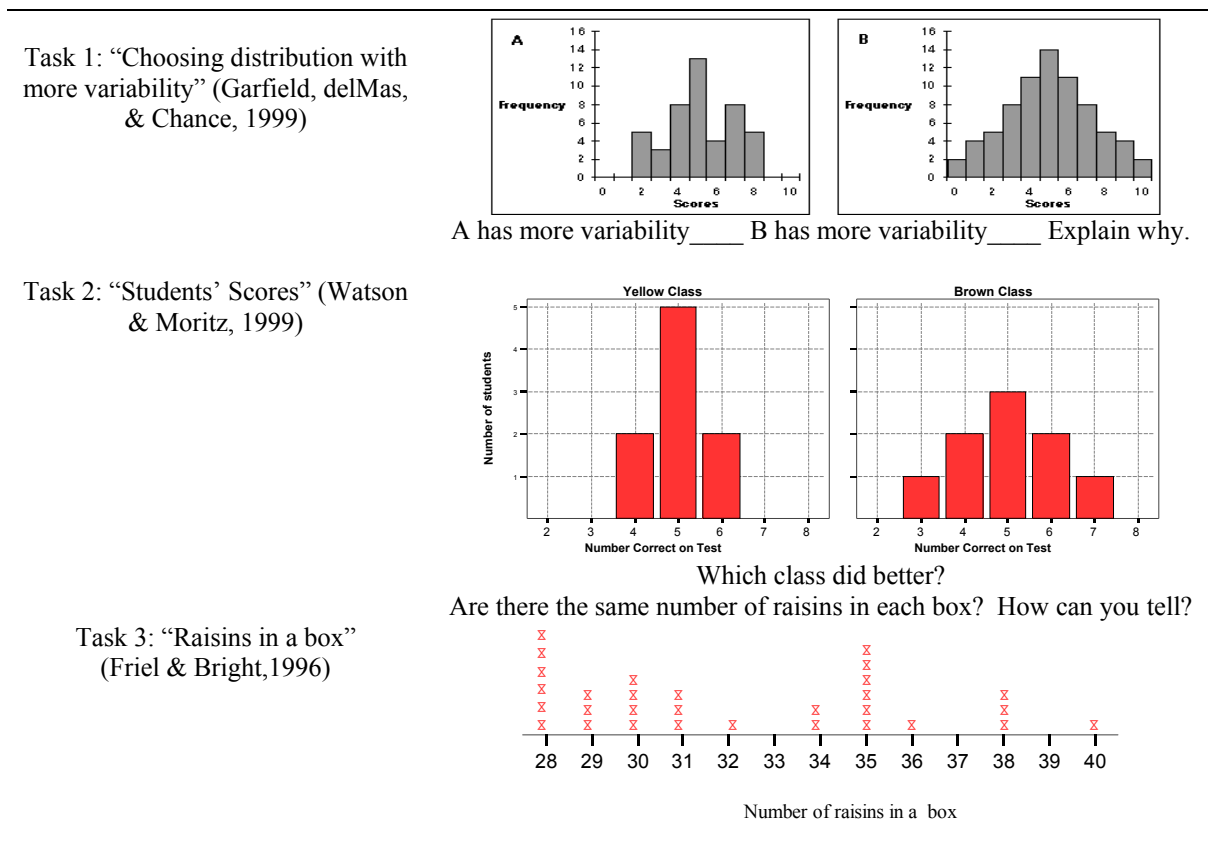 Task 1: “Choosing distribution with
more variability” (Garfield, delMas,
& Chance, 1999)
A
16
14
12
10
Frequency 8
6
4
2
0
0 2 4 6 8 10
Scores
B
16
14
12
10
Frequency 8
6
4
2
0
0 2 4 6 8 10
Scores
A has more variability____ B has more variability____ Explain why.
Task 2: “Students’ Scores” (Watson
& Moritz, 1999)
Yellow Class
5
4
3
2
1
Number of students
2 3 4 5 6 7 8
Number Correct on Test
Brown Class
2 3 4 5 6 7 8
Number Correct on Test
Which class did better?
Are there the same number of raisins in each box? How can you tell?
Task 3: “Raisins in a box”
(Friel & Bright,1996)
28 29 30 31 32 33 34 35 36 37 38 39 40
Number of raisins in a box